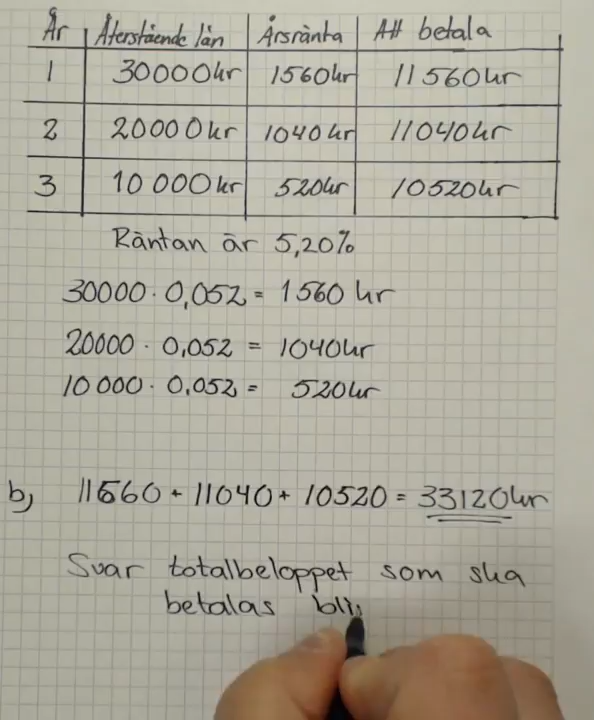 År Återstående lån Årsränta Att betala
1 30000kr 1560kr 11560kr
2 20000kr 1040kr 11040kr
3 10 000kr 520kr 10520kr
Räntan är 5,20%
30000 · 0,052 = 1560 kr
20000 · 0,052 = 1040kr
10 000 · 0,052 = 520kr
b) 11560 + 11040 + 10520 = 33120kr
Svar totalbeloppet som ska
betalas bli